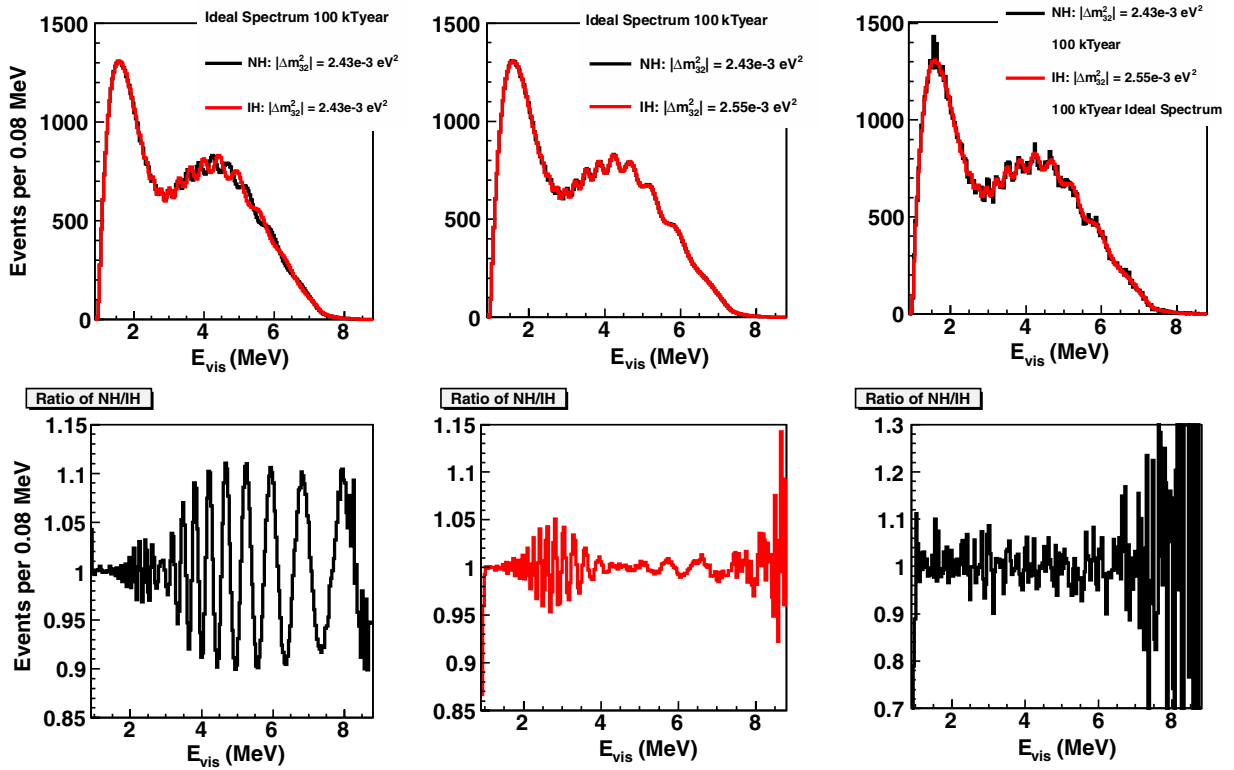 Ideal Spectrum 100 kTyear
NH: |Δm²₃₂| = 2.43e-3 eV²
IH: |Δm²₃₂| = 2.43e-3 eV²
Events per 0.08 MeV
1500
1000
500
0
2 4 6 8
E_vis (MeV)
Ideal Spectrum 100 kTyear
NH: |Δm²₃₂| = 2.43e-3 eV²
IH: |Δm²₃₂| = 2.55e-3 eV²
1500
1000
500
0
2 4 6 8
E_vis (MeV)
NH: |Δm²₃₂| = 2.43e-3 eV²
100 kTyear
IH: |Δm²₃₂| = 2.55e-3 eV²
100 kTyear Ideal Spectrum
1500
1000
500
0
2 4 6 8
E_vis (MeV)
Ratio of NH/IH
Events per 0.08 MeV
1.15
1.1
1.05
1
0.95
0.9
0.85
2 4 6 8
E_vis (MeV)
Ratio of NH/IH
1.15
1.1
1.05
1
0.95
0.9
0.85
2 4 6 8
E_vis (MeV)
Ratio of NH/IH
1.3
1.2
1.1
1
0.9
0.8
0.7
2 4 6 8
E_vis (MeV)